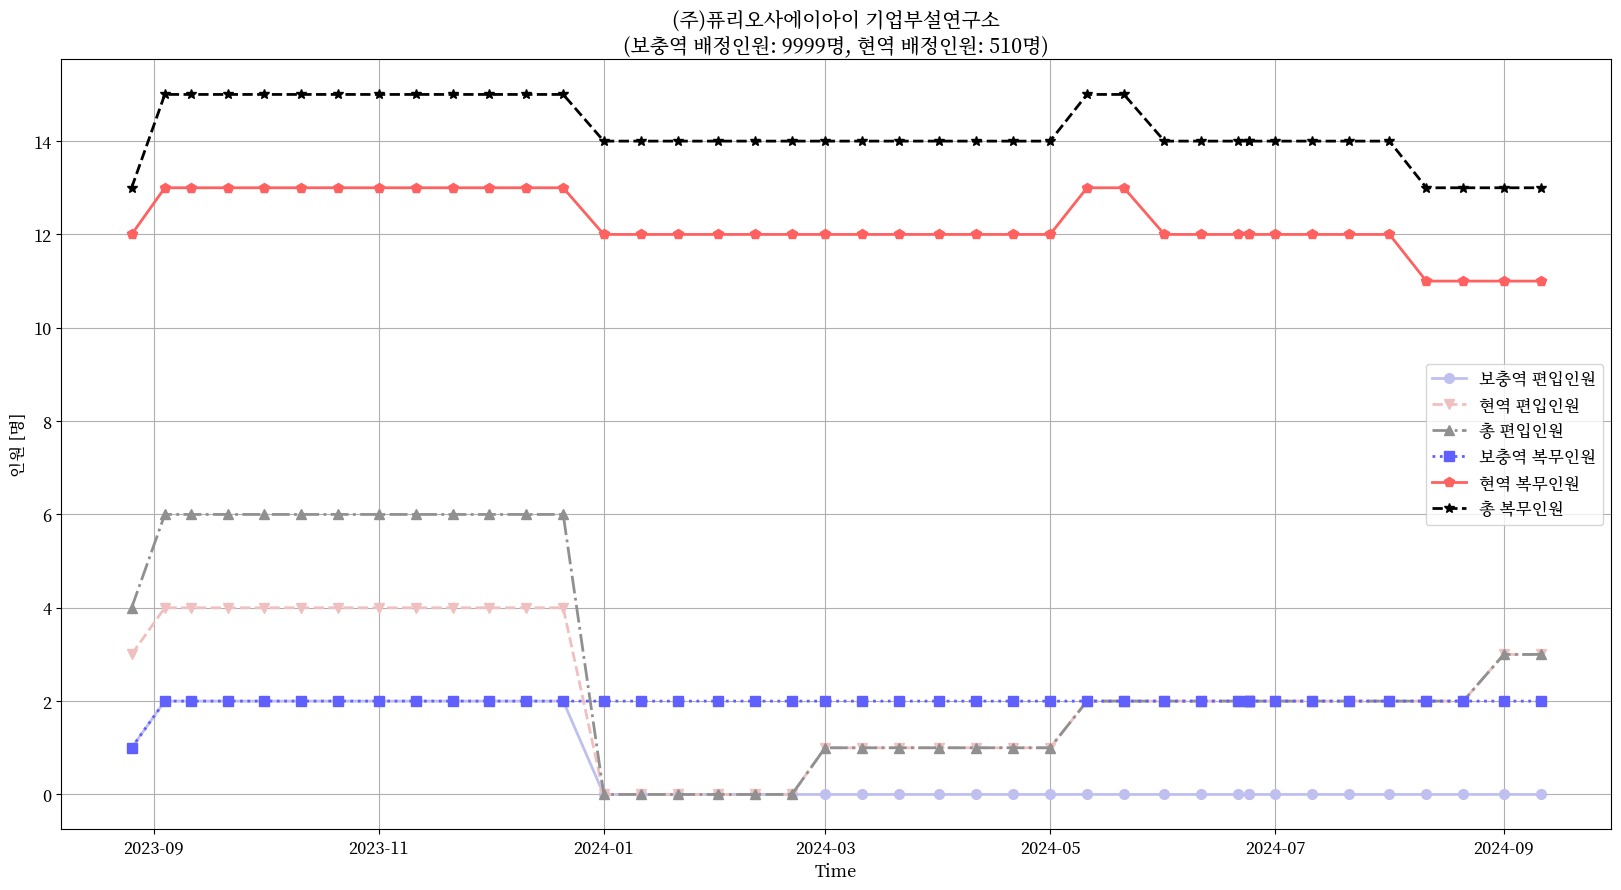 (주)퓨리오사에이아이 기업부설연구소
(보충역 배정인원: 9999명, 현역 배정인원: 510명)
인원 [명]
14
12
10
8
6
4
2
0
보충역 편입인원
현역 편입인원
총 편입인원
보충역 복무인원
현역 복무인원
총 복무인원
2023-09
2023-11
2024-01
2024-03
2024-05
2024-07
2024-09
Time